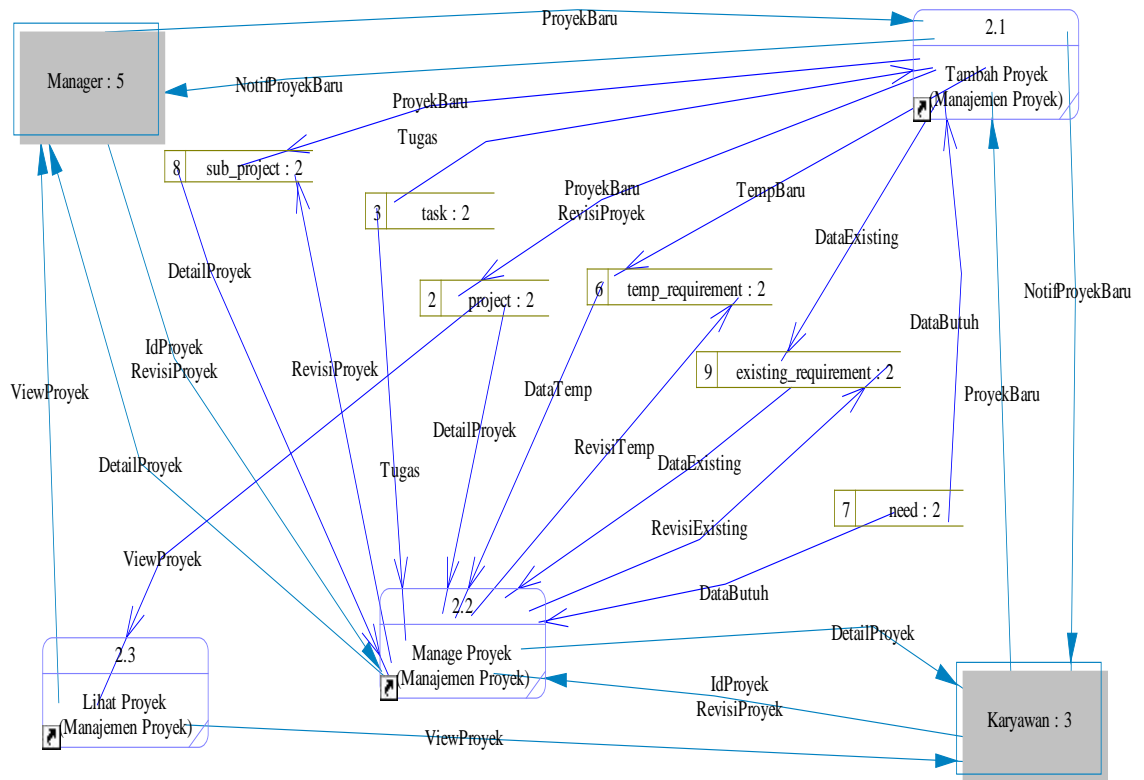 ProyekBaru
2.1
Manager : 5
NotifProyekBaru
Tambah Proyek
(Manajemen Proyek)
ProyekBaru
Tugas
8 sub_project : 2
ProyekBaru
RevisiProyek
TempBaru
3 task : 2
DataExisting
DetailProyek
2 project : 2
6 temp_requirement : 2
NotifProyekBaru
DataButuh
IdProyek
RevisiProyek
RevisiProyek
9 existing_requirement : 2
ViewProyek
DataTemp
ProyekBaru
DetailProyek
RevisiTemp
DetailProyek
Tugas
DataExisting
7 need : 2
RevisiExisting
ViewProyek
DataButuh
2.2
DetailProyek
2.3
Manage Proyek
(Manajemen Proyek)
IdProyek
RevisiProyek
Lihat Proyek
(Manajemen Proyek)
Karyawan : 3
ViewProyek